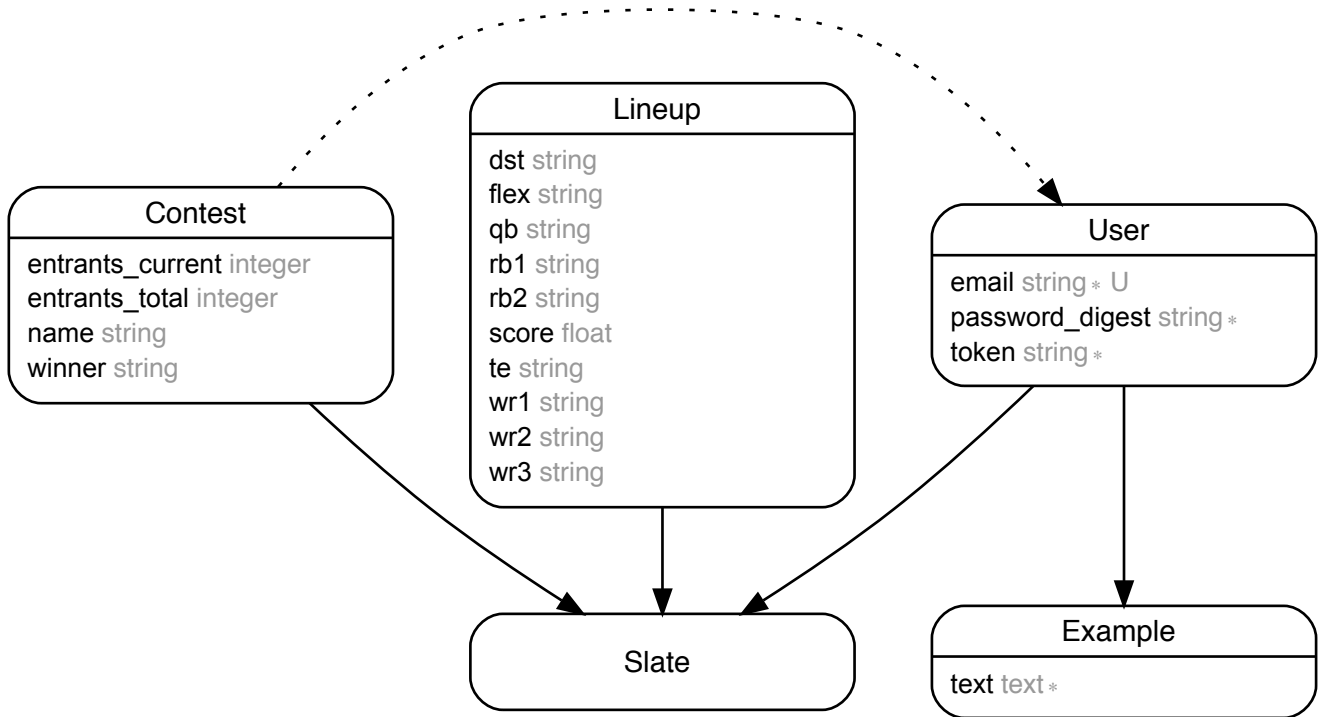 Lineup
dst string
flex string
qb string
rb1 string
rb2 string
score float
te string
wr1 string
wr2 string
wr3 string
Contest
entrants_current integer
entrants_total integer
name string
winner string
User
email string∗ U
password_digest string∗
token string∗
Slate
Example
text text∗